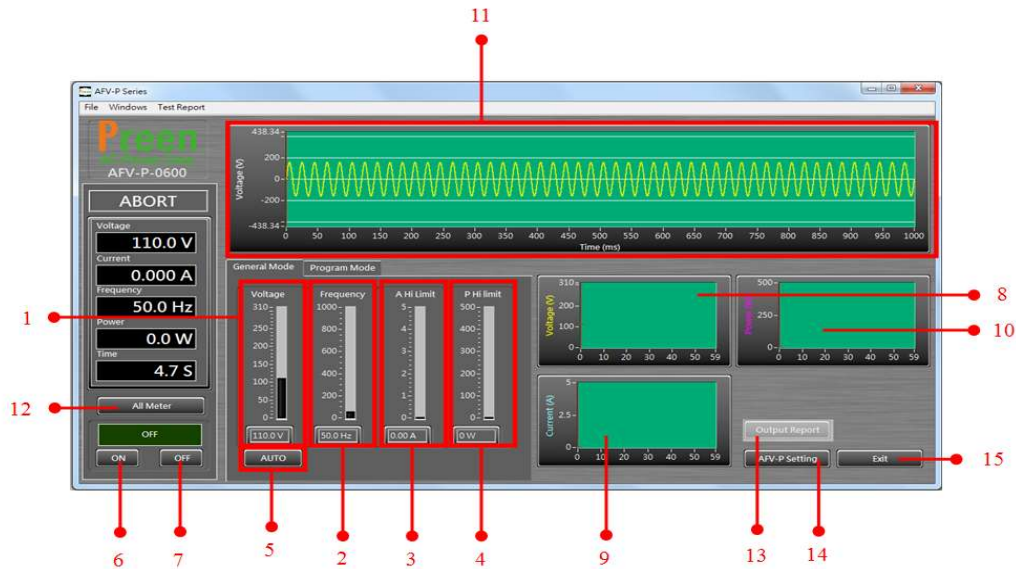 11
AFV-P Series
File Windows Test Report
Preen
AC Power Source
AFV-P-0600
ABORT
Voltage
110.0 V
Current
0.000 A
Frequency
50.0 Hz
Power
0.0 W
Time
4.7 S
All Meter
OFF
ON OFF
438.34
200
0
-200
-438.34
Voltage (V)
0 50 100 150 200 250 300 350 400 450 500 550 600 650 700 750 800 850 900 950 1000
Time (ms)
General Mode Program Mode
Voltage
310
250
200
150
100
50
0
110.0 V
AUTO
Frequency
1000
800
600
400
200
0
50.0 Hz
A Hi Limit
5
4
3
2
1
0
0.00 A
P Hi limit
500
400
300
200
100
0
0 W
310
200
100
0
Voltage (V)
0 10 20 30 40 50 59
500
250
0
Power (W)
0 10 20 30 40 50 59
5
2.5
0
Current (A)
0 10 20 30 40 50 59
Output Report
AFV-P Setting Exit
1
8
10
12
15
6
7
5
2
3
4
9
13
14